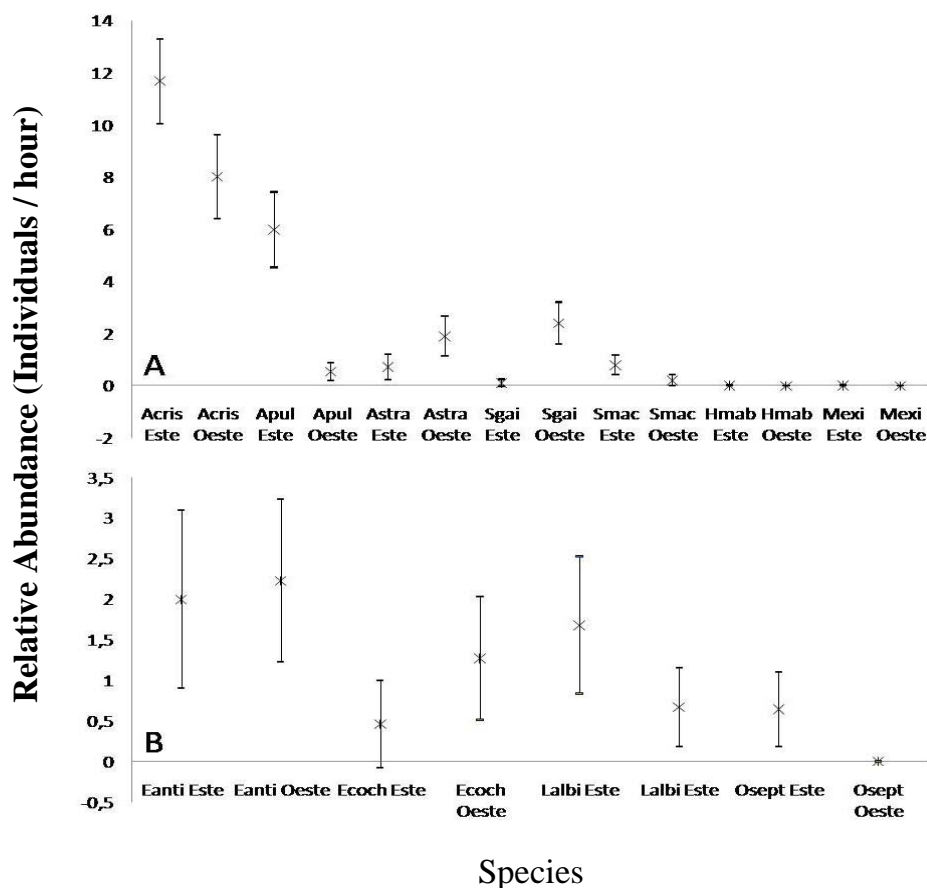 Relative Abundance (Individuals / hour)
14
12
10
8
6
4
2
0
-2
A
Acris Este
Acris Oeste
Apul Este
Apul Oeste
Astra Este
Astra Oeste
Sgai Este
Sgai Oeste
Smac Este
Smac Oeste
Hmab Este
Hmab Oeste
Mexi Este
Mexi Oeste
3,5
3
2,5
2
1,5
1
0,5
0
-0,5
B
Eanti Este
Eanti Oeste
Ecoch Este
Ecoch Oeste
Lalbi Este
Lalbi Este
Osept Este
Osept Oeste
Species